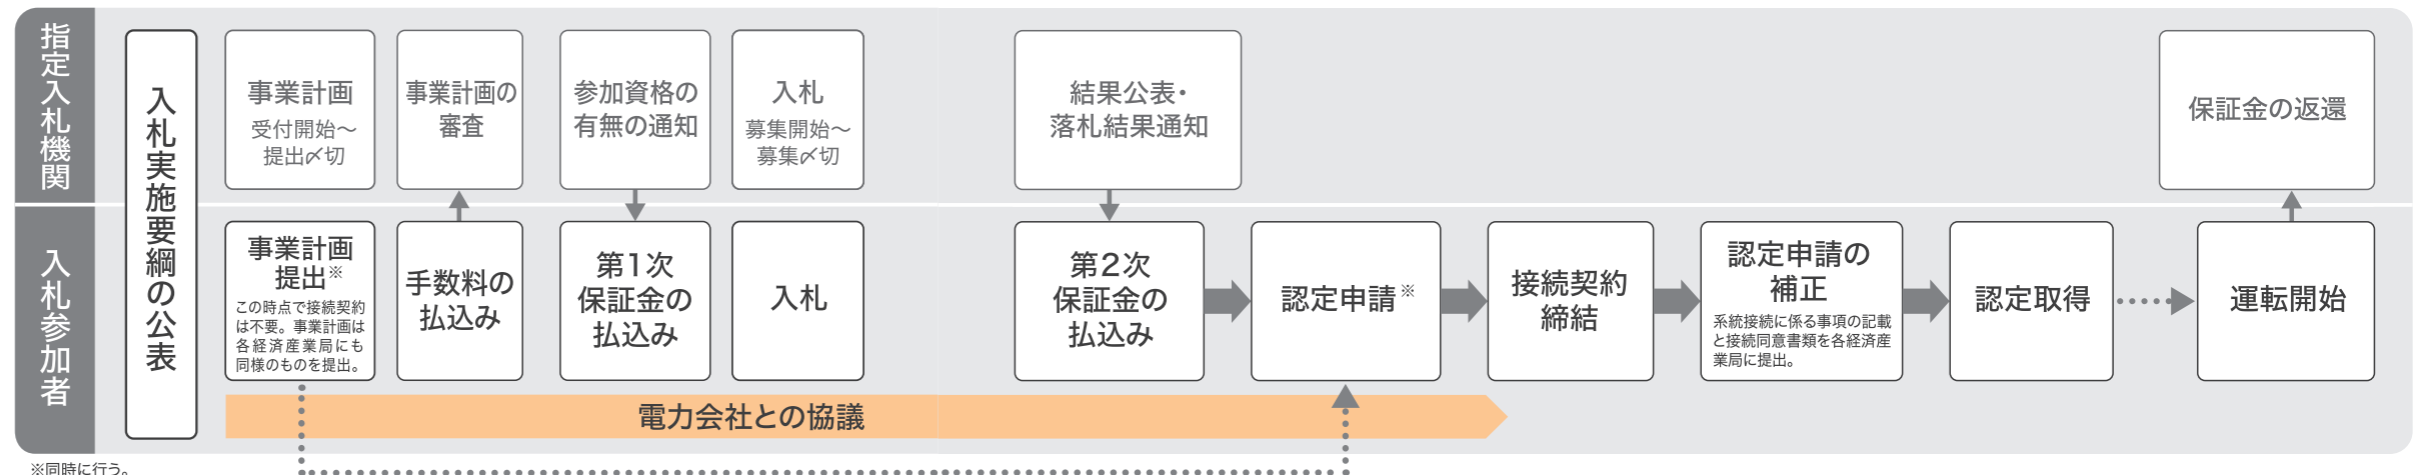 指定入札機関
入札参加者
入札実施要綱の公表
事業計画
受付開始〜
提出〆切
事業計画の
審査
参加資格の
有無の通知
入札
募集開始〜
募集〆切
結果公表・
落札結果通知
保証金の返還
事業計画
提出※
この時点で接続契約
は不要。事業計画は
各経済産業局にも
同様のものを提出。
手数料の
払込み
第1次
保証金の
払込み
入札
第2次
保証金の
払込み
認定申請※
接続契約
締結
認定申請の
補正
系統接続に係る事項の記載
と接続同意書類を各経済産
業局に提出。
認定取得
運転開始
電力会社との協議
※同時に行う。